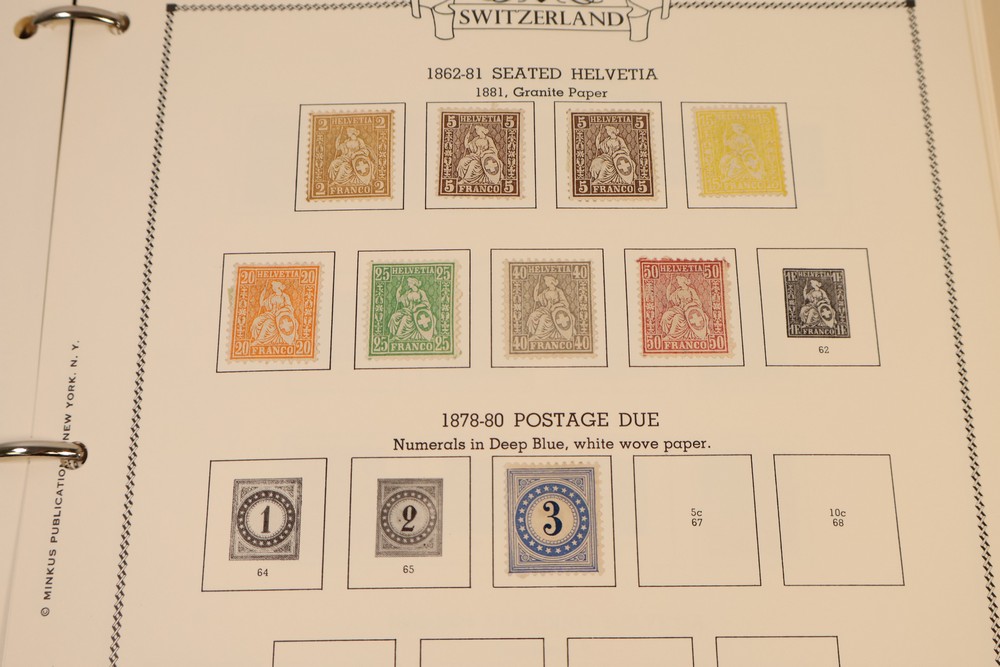 SWITZERLAND
1862-81 SEATED HELVETIA
1881, Granite Paper
2 HELVETIA 2
2 FRANCO 2
5 HELVETIA 5
5 FRANCO 5
5 HELVETIA 5
5 FRANCO 5
20 HELVETIA 20
20 FRANCO 20
25 HELVETIA 25
25 FRANCO 25
40 HELVETIA 40
40 FRANCO 40
50 HELVETIA 50
50 FRANCO 50
HELVETIA
FRANCO
62
1878-80 POSTAGE DUE
Numerals in Deep Blue, white wove paper.
1
64
2
65
3
5c
67
10c
68
© MINKUS PUBLICATION NEW YORK. N. Y.